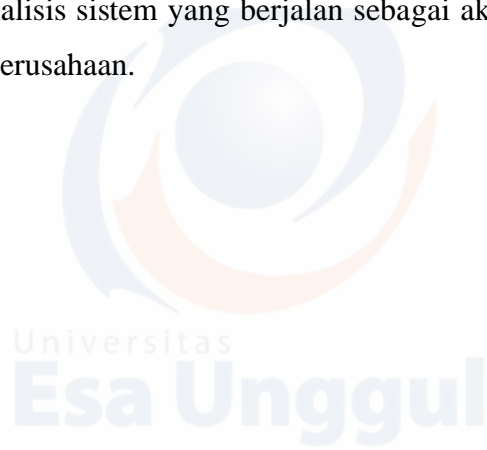 alisis sistem yang berjalan sebagai ak
erusahaan.
Universitas
Esa Unggul